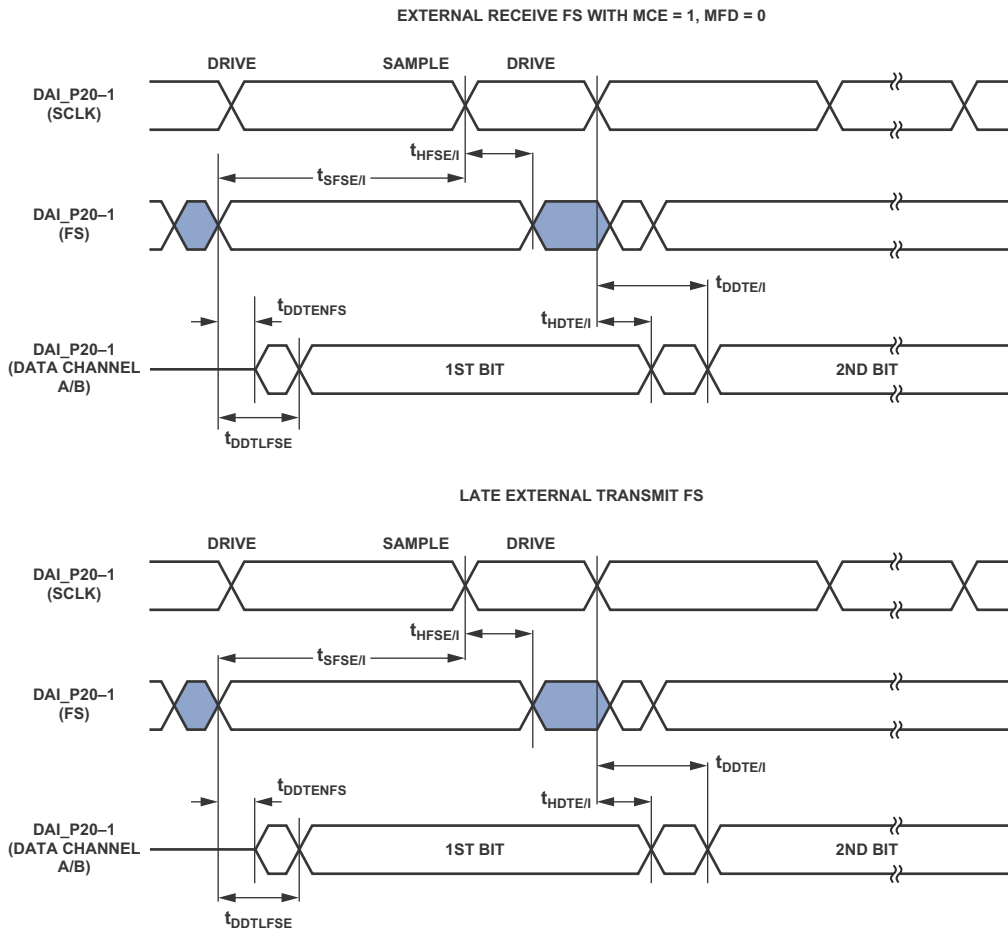 EXTERNAL RECEIVE FS WITH MCE = 1, MFD = 0
DRIVE SAMPLE DRIVE
DAI_P20–1
(SCLK)
tHFSE/I
tSFSE/I
DAI_P20–1
(FS)
tDDTE/I
tDDTENFS
tHDTE/I
DAI_P20–1
(DATA CHANNEL
A/B)
1ST BIT 2ND BIT
tDDTLFSE
LATE EXTERNAL TRANSMIT FS
DRIVE SAMPLE DRIVE
DAI_P20–1
(SCLK)
tHFSE/I
tSFSE/I
DAI_P20–1
(FS)
tDDTE/I
tDDTENFS
tHDTE/I
DAI_P20–1
(DATA CHANNEL
A/B)
1ST BIT 2ND BIT
tDDTLFSE